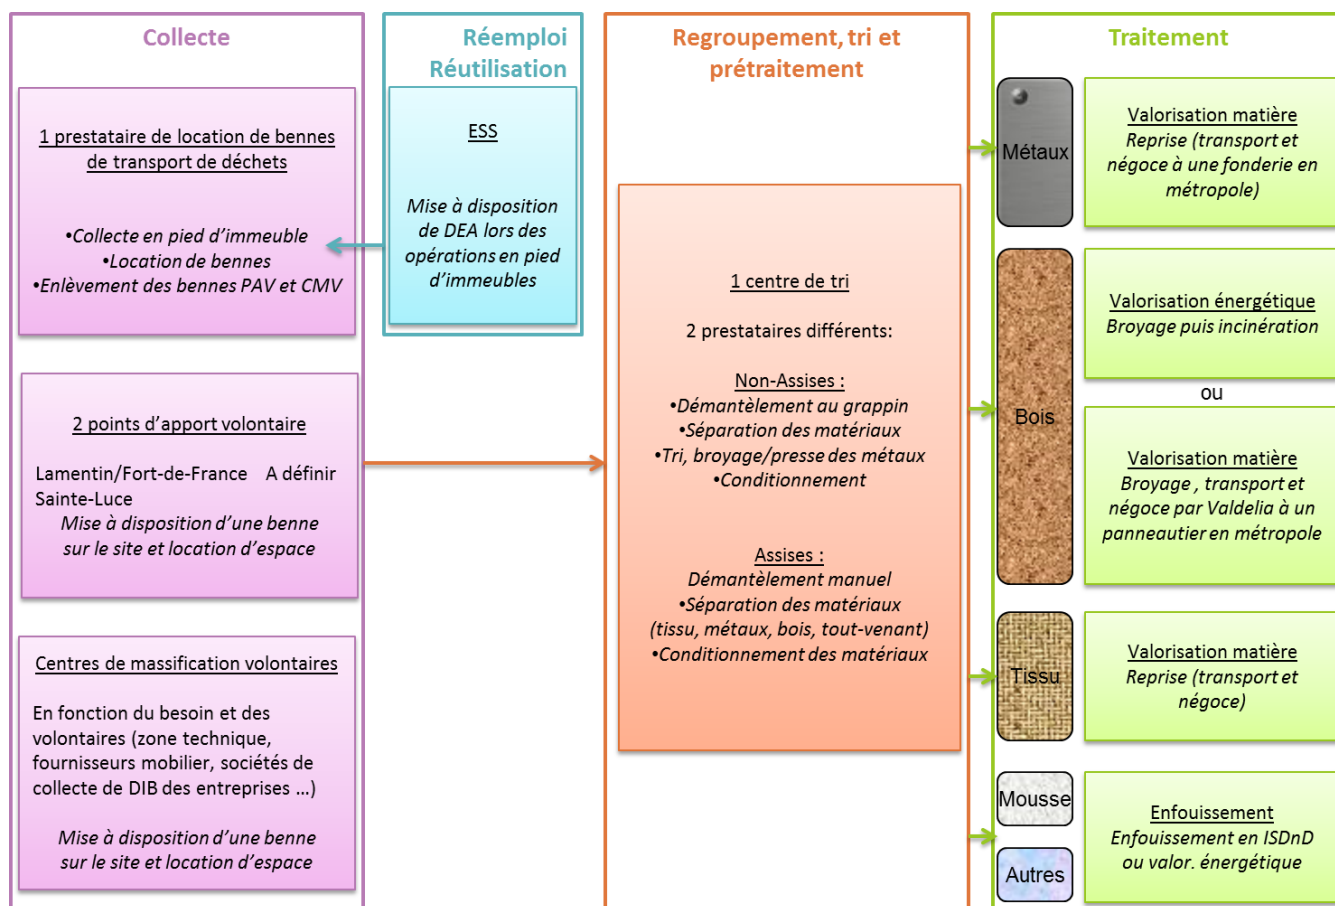 Collecte
1 prestataire de location de bennes
de transport de déchets
•Collecte en pied d'immeuble
•Location de bennes
•Enlèvement des bennes PAV et CMV
2 points d'apport volontaire
Lamentin/Fort-de-France A définir
Sainte-Luce
Mise à disposition d'une benne
sur le site et location d'espace
Centres de massification volontaires
En fonction du besoin et des
volontaires (zone technique,
fournisseurs mobilier, sociétés de
collecte de DIB des entreprises …)
Mise à disposition d'une benne
sur le site et location d'espace
Réemploi
Réutilisation
ESS
Mise à disposition
de DEA lors des
opérations en pied
d'immeubles
Regroupement, tri et
prétraitement
1 centre de tri
2 prestataires différents:
Non-Assises :
•Démantèlement au grappin
•Séparation des matériaux
•Tri, broyage/presse des métaux
•Conditionnement
Assises :
Démantèlement manuel
•Séparation des matériaux
(tissu, métaux, bois, tout-venant)
•Conditionnement des matériaux
Traitement
Métaux
Valorisation matière
Reprise (transport et
négoce à une fonderie en
métropole)
Bois
Valorisation énergétique
Broyage puis incinération
ou
Valorisation matière
Broyage , transport et
négoce par Valdelia à un
panneautier en métropole
Tissu
Valorisation matière
Reprise (transport et
négoce)
Mousse
Autres
Enfouissement
Enfouissement en ISDnD
ou valor. énergétique